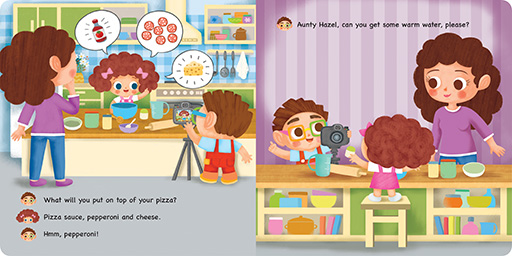 What will you put on top of your pizza?
Pizza sauce, pepperoni and cheese.
Hmm, pepperoni!
Aunty Hazel, can you get some warm water, please?